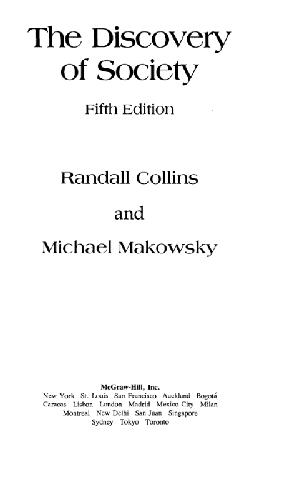 The Discovery
of Society
Fifth Edition
Randall Collins
and
Michael Makowsky
McGraw-Hill, Inc.
New York St. Louis San Francisco Auckland Bogotá
Caracas Lisbon London Madrid Mexico City Milan
Montreal New Delhi San Juan Singapore
Sydney Tokyo Toronto